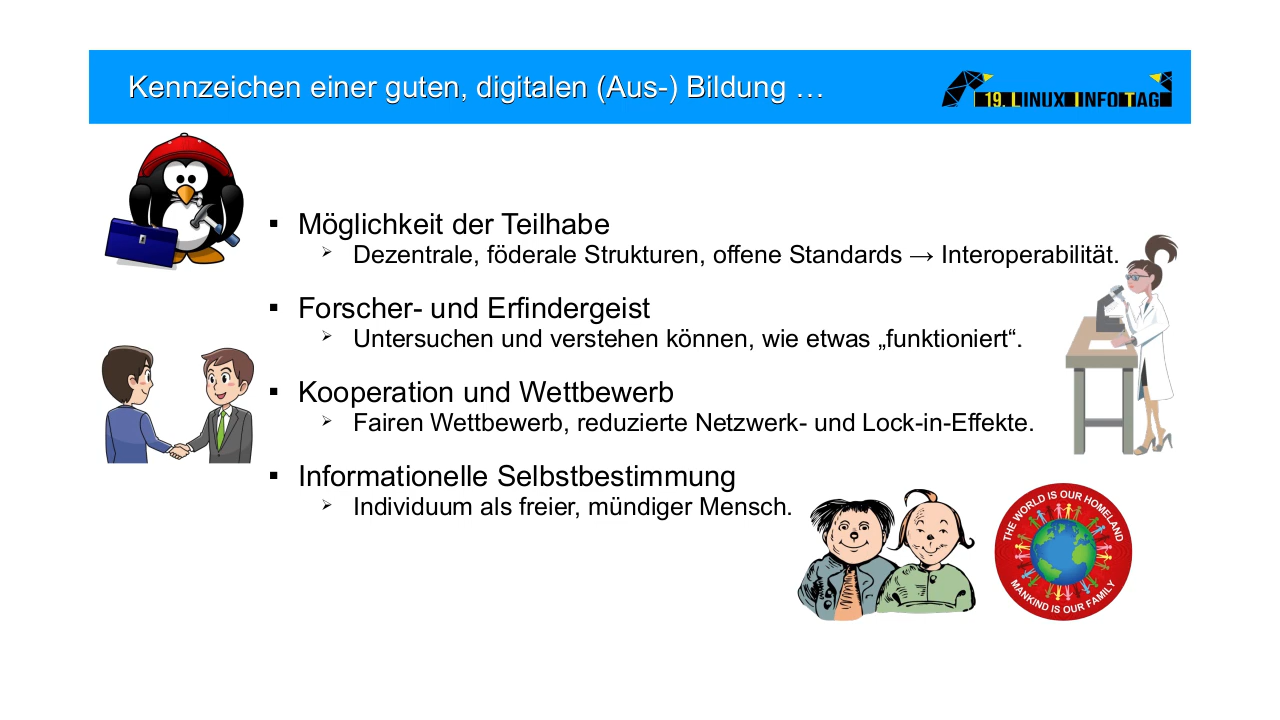 Kennzeichen einer guten, digitalen (Aus-) Bildung …
19. LINUX INFOTAG
▪ Möglichkeit der Teilhabe
➢ Dezentrale, föderale Strukturen, offene Standards → Interoperabilität.
▪ Forscher- und Erfindergeist
➢ Untersuchen und verstehen können, wie etwas „funktioniert“.
▪ Kooperation und Wettbewerb
➢ Fairen Wettbewerb, reduzierte Netzwerk- und Lock-in-Effekte.
▪ Informationelle Selbstbestimmung
➢ Individuum als freier, mündiger Mensch.
THE WORLD IS OUR HOMELAND
MANKIND IS OUR FAMILY